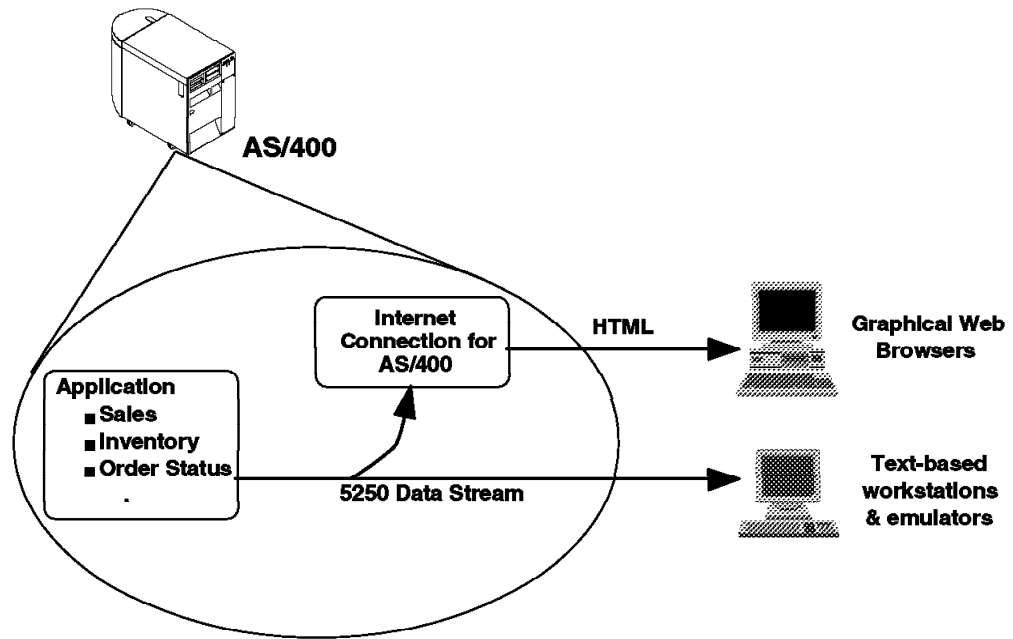 AS/400
Internet
Connection for
AS/400
HTML
Graphical Web
Browsers
Application
Sales
Inventory
Order Status
.
5250 Data Stream
Text-based
workstations
& emulators